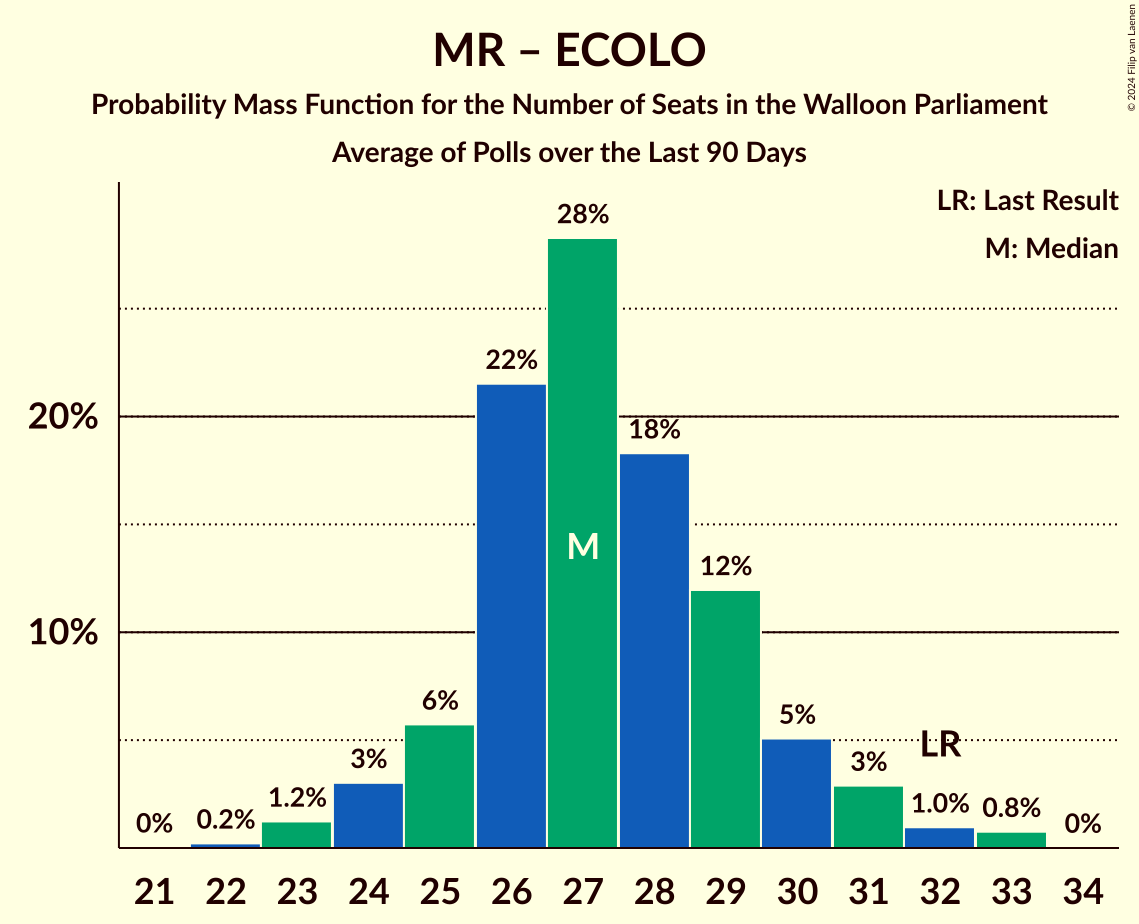 MR – ECOLO
Probability Mass Function for the Number of Seats in the Walloon Parliament
Average of Polls over the Last 90 Days
© 2024 Filip van Laenen
LR: Last Result
M: Median
28%
22%
20%
18%
M
12%
10%
6%
5%
LR
3%
3%
1.2%
1.0%
0.8%
0.2%
0%
0%
21 22 23 24 25 26 27 28 29 30 31 32 33 34